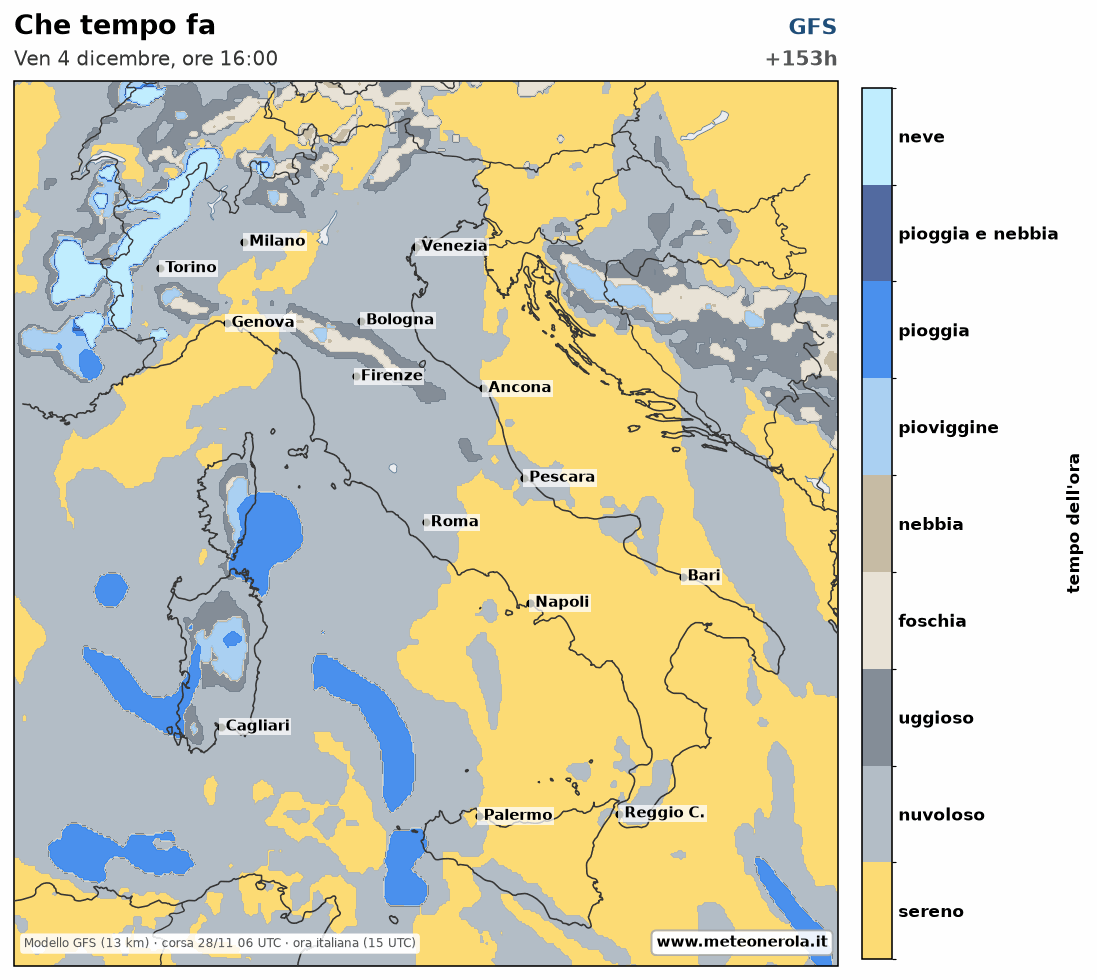 Che tempo fa
GFS
Ven 4 dicembre, ore 16:00
+153h
neve
pioggia e nebbia
pioggia
pioviggine
nebbia
foschia
uggioso
nuvoloso
sereno
tempo dell'ora
Milano
Venezia
Torino
Genova
Bologna
Firenze
Ancona
Pescara
Roma
Bari
Napoli
Cagliari
Palermo
Reggio C.
Modello GFS (13 km) · corsa 28/11 06 UTC · ora italiana (15 UTC)
www.meteonerola.it